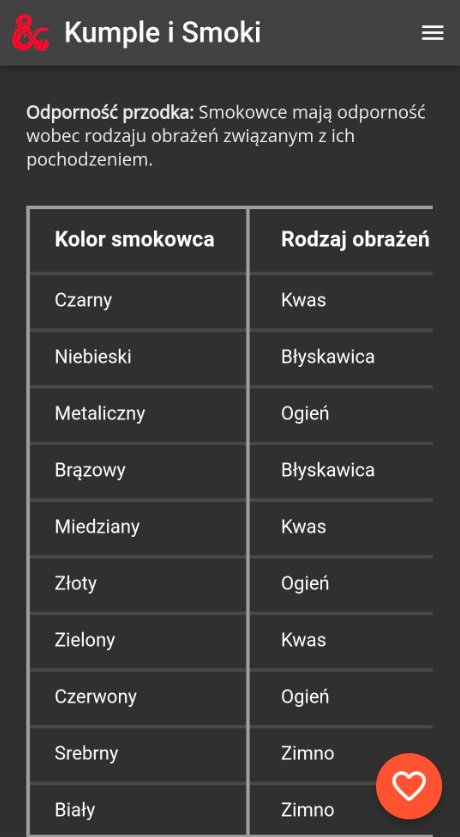 Kumple i Smoki
Odporność przodka: Smokowce mają odporność
wobec rodzaju obrażeń związanym z ich
pochodzeniem.
Kolor smokowca Rodzaj obrażeń
Czarny Kwas
Niebieski Błyskawica
Metaliczny Ogień
Brązowy Błyskawica
Miedziany Kwas
Złoty Ogień
Zielony Kwas
Czerwony Ogień
Srebrny Zimno
Biały Zimno